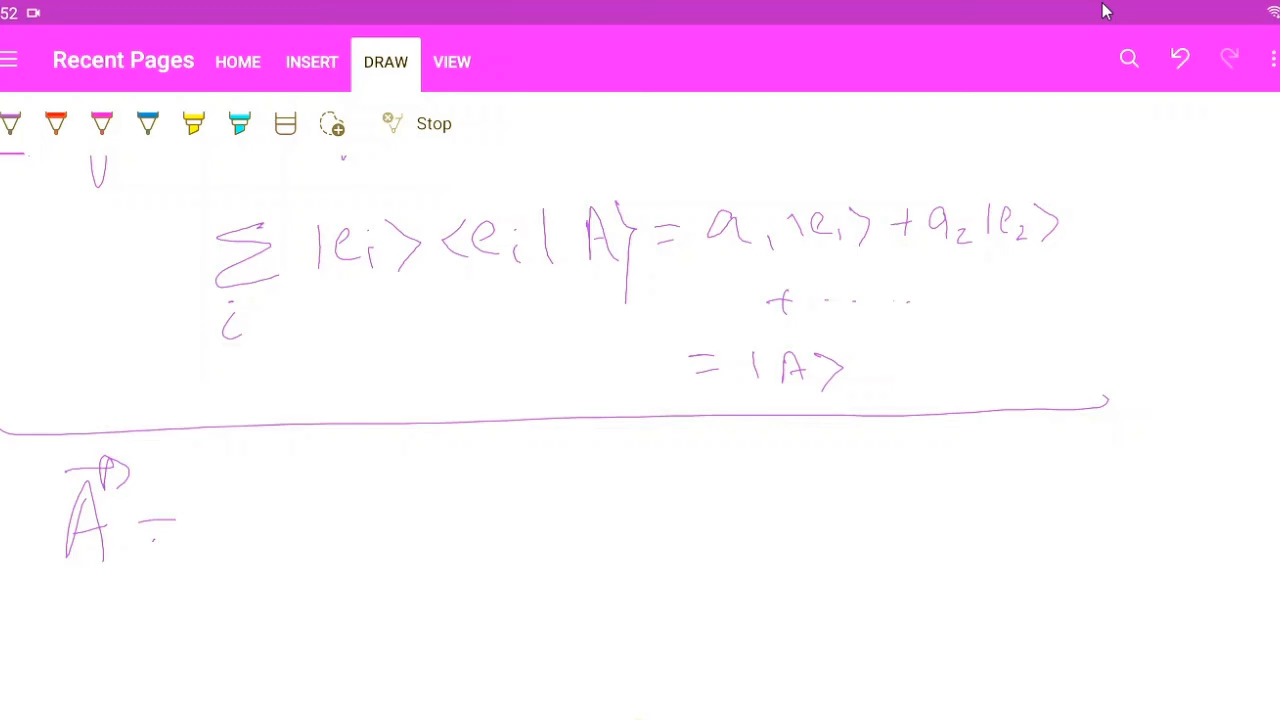 52
Recent Pages HOME INSERT DRAW VIEW
Stop
∑ |eᵢ> <eᵢ| A> = a₁ |e₁> + a₂ |e₂>
i
+ ......
= |A>
A⃗ =